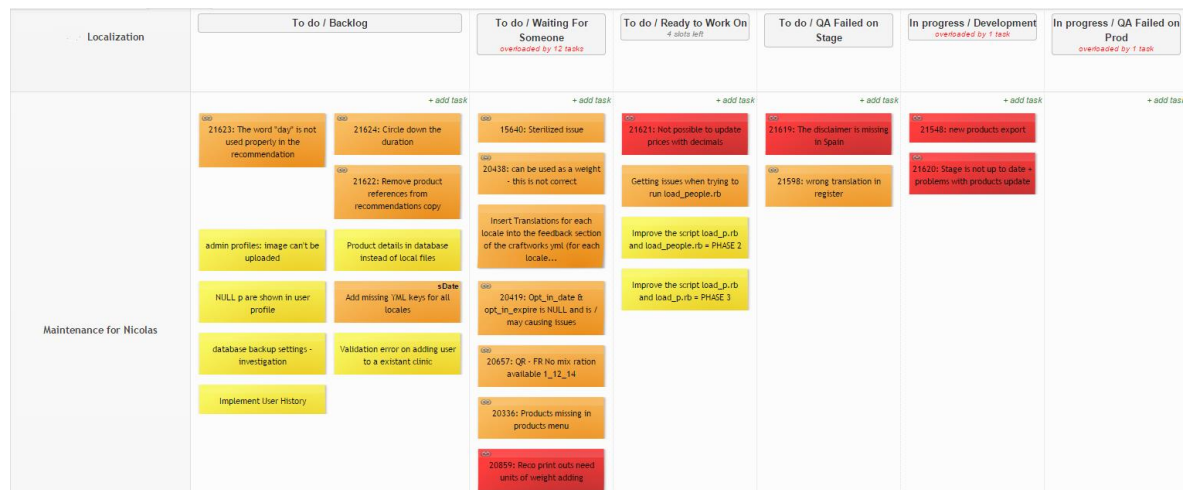 Localization
To do / Backlog
To do / Waiting For
Someone
overloaded by 12 tasks
To do / Ready to Work On
4 slots left
To do / QA Failed on
Stage
In progress / Development
overloaded by 1 task
In progress / QA Failed on
Prod
overloaded by 1 task
Maintenance for Nicolas
+ add task
21623: The word "day" is not
used properly in the
recommendation
21624: Circle down the
duration
21622: Remove product
references from
recommendations copy
admin profiles: image can't be
uploaded
Product details in database
instead of local files
NULL p are shown in user
profile
sDate
Add missing YML keys for all
locales
database backup settings -
investigation
Validation error on adding user
to a existant clinic
Implement User History
+ add task
15640: Sterilized issue
20438: can be used as a weight
- this is not correct
Insert Translations for each
locale into the feedback section
of the craftworks yml (for each
locale...
20419: Opt_in_date &
opt_in_expire is NULL and is /
may causing issues
20657: QR - FR No mix ration
available 1_12_14
20336: Products missing in
products menu
20859: Reco print outs need
units of weight adding
+ add task
21621: Not possible to update
prices with decimals
Getting issues when trying to
run load_people.rb
Improve the script load_p.rb
and load_people.rb = PHASE 2
Improve the script load_p.rb
and load_p.rb = PHASE 3
+ add task
21619: The disclaimer is missing
in Spain
21598: wrong translation in
register
+ add task
21548: new products export
21620: Stage is not up to date +
problems with products update
+ add task